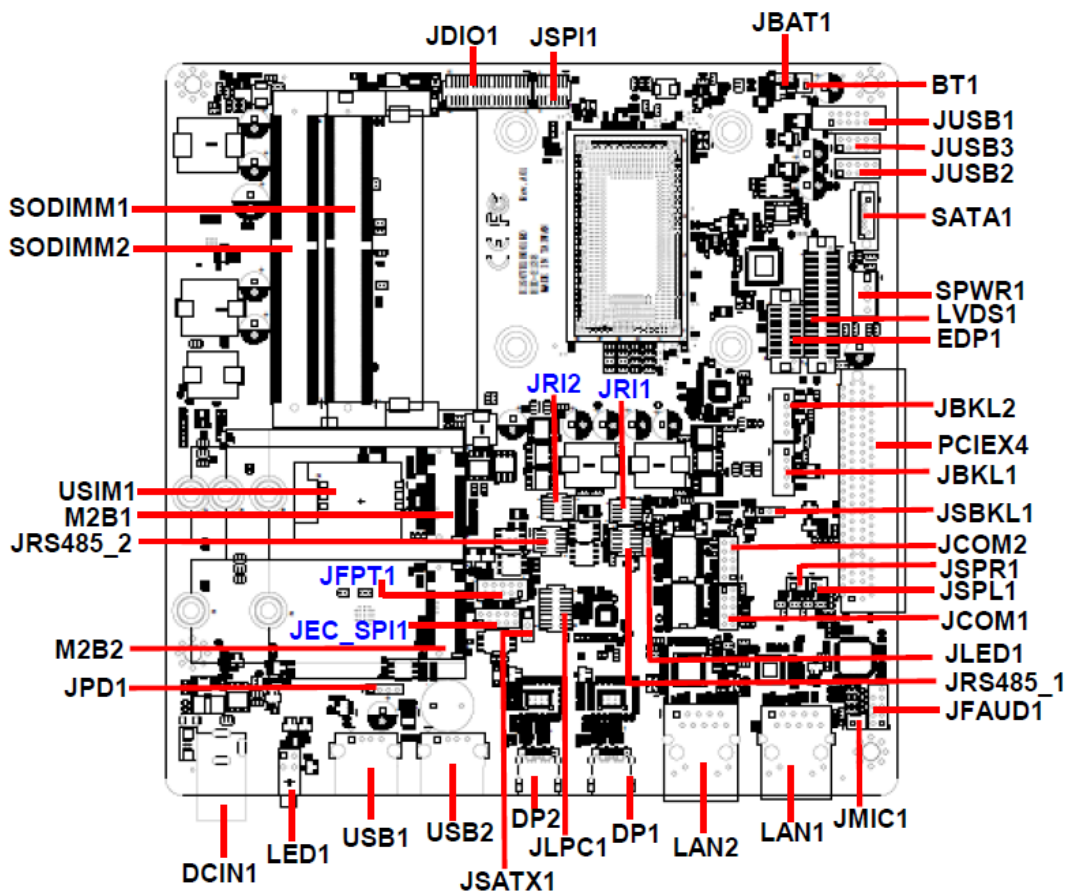 JBAT1
JDIO1
JSPI1
BT1
JUSB1
JUSB3
JUSB2
SODIMM1
SATA1
SODIMM2
SPWR1
LVDS1
EDP1
JRI2
JRI1
JBKL2
PCIEX4
JBKL1
USIM1
M2B1
JSBKL1
JRS485_2
JCOM2
JSPR1
JFPT1
JSPL1
JCOM1
JEC_SPI1
M2B2
JLED1
JPD1
JRS485_1
JFAUD1
DP2
DP1
USB1
USB2
LAN1
JMIC1
LED1
JLPC1
LAN2
DCIN1
JSATX1